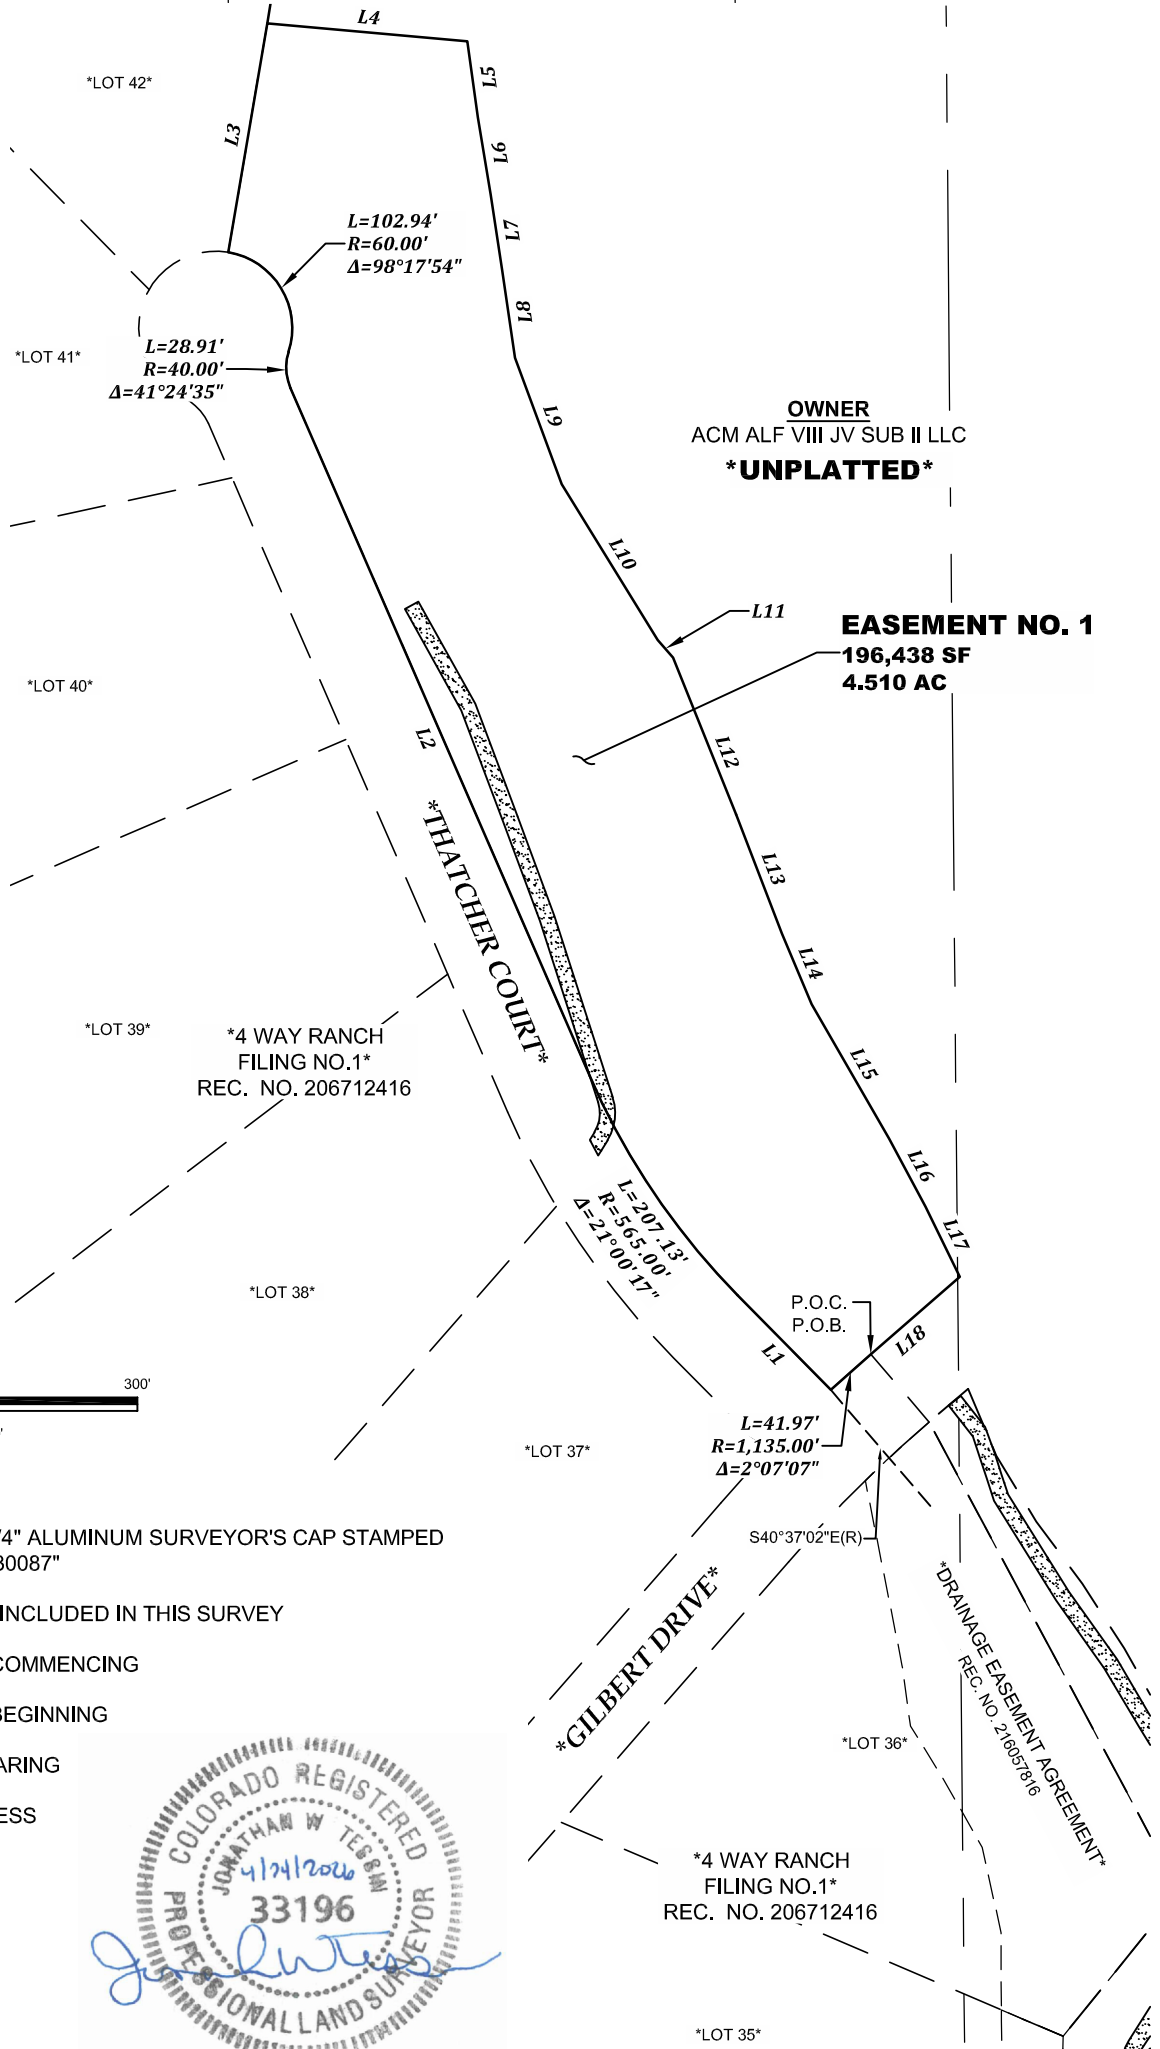 L4
*LOT 42*
L5
L3
L6
L=102.94'
R=60.00'
Δ=98°17'54"
L7
L8
*LOT 41*
L=28.91'
R=40.00'
Δ=41°24'35"
L9
OWNER
ACM ALF VIII JV SUB II LLC
*UNPLATTED*
L10
L11
EASEMENT NO. 1
196,438 SF
4.510 AC
*LOT 40*
L2
L12
*THATCHER COURT*
L13
L14
*LOT 39*
*4 WAY RANCH
FILING NO.1*
REC. NO. 206712416
L15
L16
L=207.13'
R=565.00'
Δ=21°00'17"
L17
*LOT 38*
P.O.C.
P.O.B.
L18
L1
300'
L=41.97'
R=1,135.00'
Δ=2°07'07"
*LOT 37*
S40°37'02"E(R)
/4" ALUMINUM SURVEYOR'S CAP STAMPED
30087"
INCLUDED IN THIS SURVEY
COMMENCING
BEGINNING
ARING
ESS
*GILBERT DRIVE*
*DRAINAGE EASEMENT AGREEMENT*
REC. NO. 216057816
*LOT 36*
COLORADO REGISTERED
JONATHAN W TESSIN
33196
PROFESSIONAL LAND SURVEYOR
*4 WAY RANCH
FILING NO.1*
REC. NO. 206712416
*LOT 35*